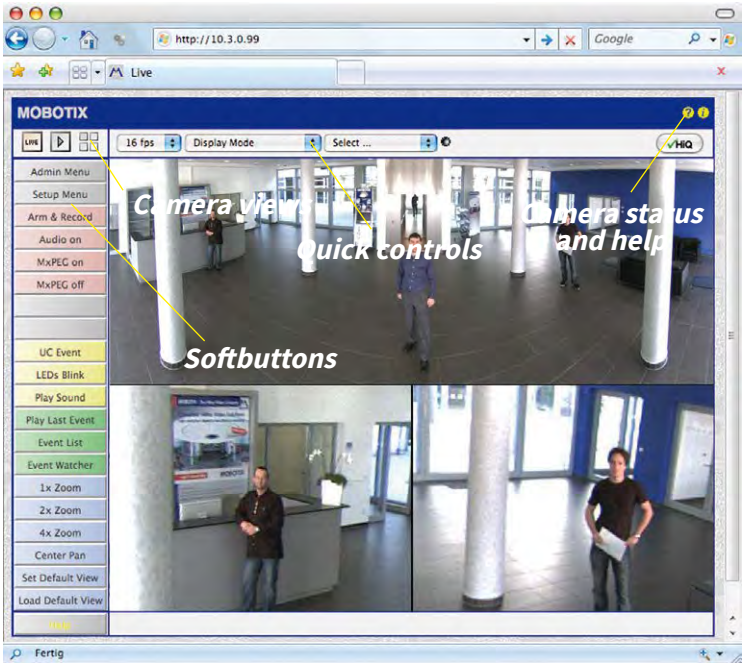 http://10.3.0.99
Google
Live
MOBOTIX
LIVE
16 fps
Display Mode
Select ...
HiQ
Admin Menu
Setup Menu
Arm & Record
Audio on
MxPEG on
MxPEG off
UC Event
LEDs Blink
Play Sound
Play Last Event
Event List
Event Watcher
1x Zoom
2x Zoom
4x Zoom
Center Pan
Set Default View
Load Default View
Camera views
Quick controls
Camera status
and help
Softbuttons
MOBOTIX
Fertig